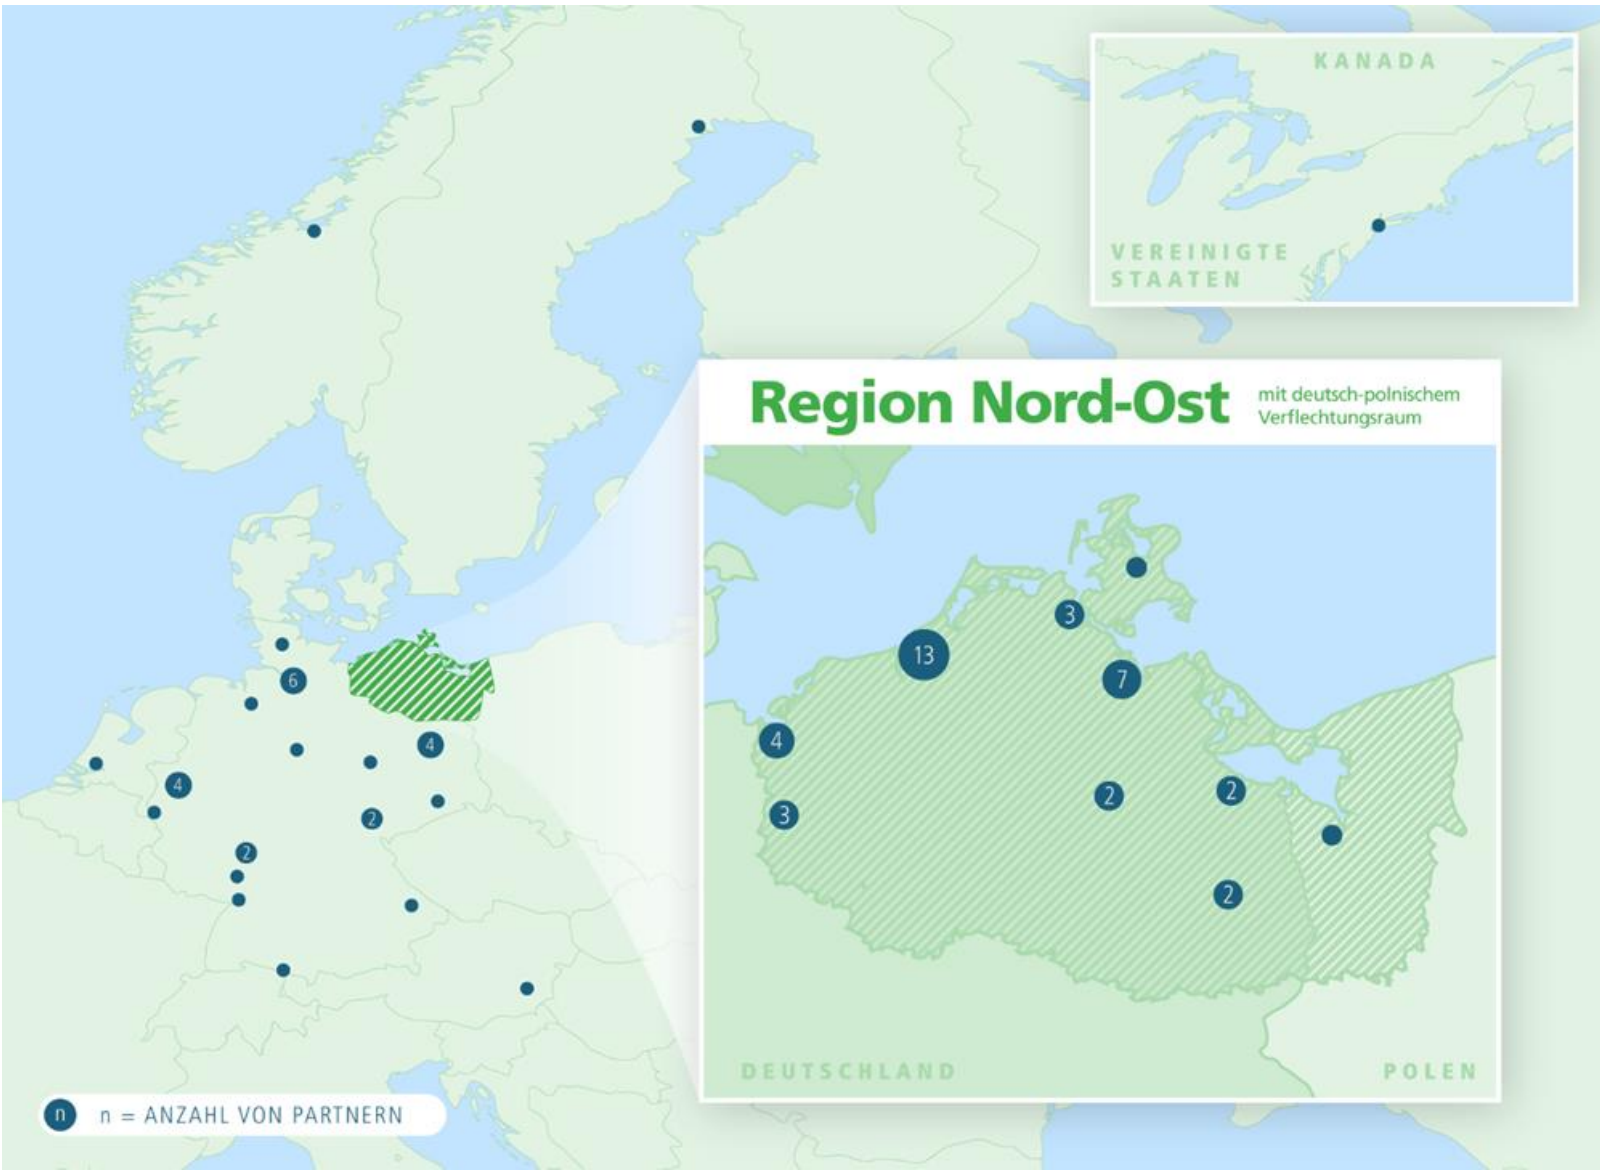 KANADA
VEREINIGTE
STAATEN
Region Nord-Ost
mit deutsch-polnischem
Verflechtungsraum
3
13
7
6
4
4
4
2
2
3
2
2
2
DEUTSCHLAND
POLEN
n
n = ANZAHL VON PARTNERN